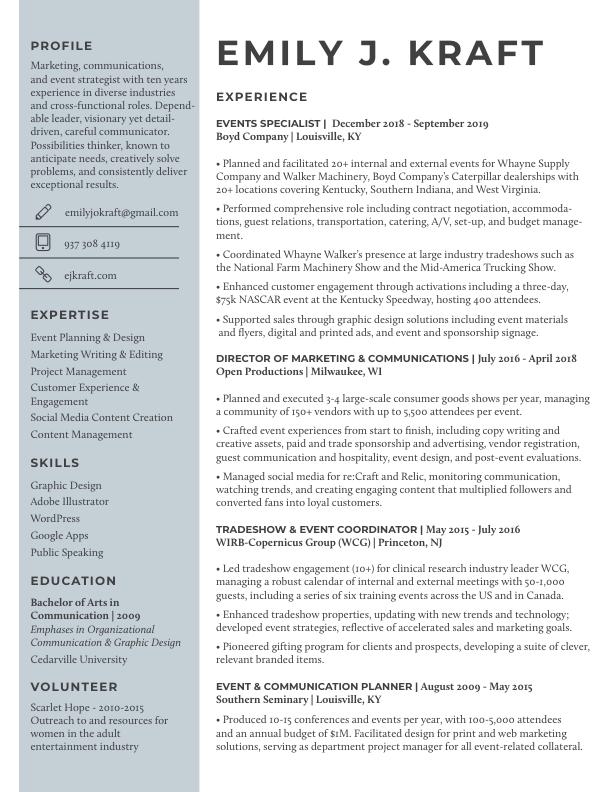 PROFILE
Marketing, communications,
and event strategist with ten years
experience in diverse industries
and cross-functional roles. Depend-
able leader, visionary yet detail-
driven, careful communicator.
Possibilities thinker, known to
anticipate needs, creatively solve
problems, and consistently deliver
exceptional results.
emilyjokraft@gmail.com
937 308 4119
ejkraft.com
EXPERTISE
Event Planning & Design
Marketing Writing & Editing
Project Management
Customer Experience &
Engagement
Social Media Content Creation
Content Management
SKILLS
Graphic Design
Adobe Illustrator
WordPress
Google Apps
Public Speaking
EDUCATION
Bachelor of Arts in
Communication | 2009
Emphases in Organizational
Communication & Graphic Design
Cedarville University
VOLUNTEER
Scarlet Hope - 2010-2015
Outreach to and resources for
women in the adult
entertainment industry
EMILY J. KRAFT
EXPERIENCE
EVENTS SPECIALIST | December 2018 - September 2019
Boyd Company | Louisville, KY
• Planned and facilitated 20+ internal and external events for Whayne Supply
Company and Walker Machinery, Boyd Company's Caterpillar dealerships with
20+ locations covering Kentucky, Southern Indiana, and West Virginia.
• Performed comprehensive role including contract negotiation, accommoda-
tions, guest relations, transportation, catering, A/V, set-up, and budget manage-
ment.
• Coordinated Whayne Walker's presence at large industry tradeshows such as
the National Farm Machinery Show and the Mid-America Trucking Show.
• Enhanced customer engagement through activations including a three-day,
$75k NASCAR event at the Kentucky Speedway, hosting 400 attendees.
• Supported sales through graphic design solutions including event materials
and flyers, digital and printed ads, and event and sponsorship signage.
DIRECTOR OF MARKETING & COMMUNICATIONS | July 2016 - April 2018
Open Productions | Milwaukee, WI
• Planned and executed 3-4 large-scale consumer goods shows per year, managing
a community of 150+ vendors with up to 5,500 attendees per event.
• Crafted event experiences from start to finish, including copy writing and
creative assets, paid and trade sponsorship and advertising, vendor registration,
guest communication and hospitality, event design, and post-event evaluations.
• Managed social media for re:Craft and Relic, monitoring communication,
watching trends, and creating engaging content that multiplied followers and
converted fans into loyal customers.
TRADESHOW & EVENT COORDINATOR | May 2015 - July 2016
WIRB-Copernicus Group (WCG) | Princeton, NJ
• Led tradeshow engagement (10+) for clinical research industry leader WCG,
managing a robust calendar of internal and external meetings with 50-1,000
guests, including a series of six training events across the US and in Canada.
• Enhanced tradeshow properties, updating with new trends and technology;
developed event strategies, reflective of accelerated sales and marketing goals.
• Pioneered gifting program for clients and prospects, developing a suite of clever,
relevant branded items.
EVENT & COMMUNICATION PLANNER | August 2009 - May 2015
Southern Seminary | Louisville, KY
• Produced 10-15 conferences and events per year, with 100-5,000 attendees
and an annual budget of $1M. Facilitated design for print and web marketing
solutions, serving as department project manager for all event-related collateral.